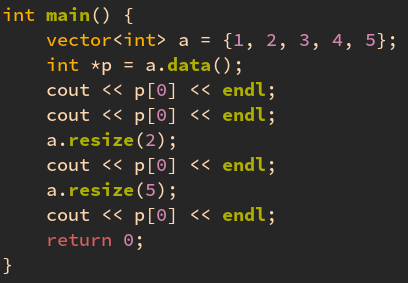 int main() {
    vector<int> a = {1, 2, 3, 4, 5};
    int *p = a.data();
    cout << p[0] << endl;
    cout << p[0] << endl;
    a.resize(2);
    cout << p[0] << endl;
    a.resize(5);
    cout << p[0] << endl;
    return 0;
}